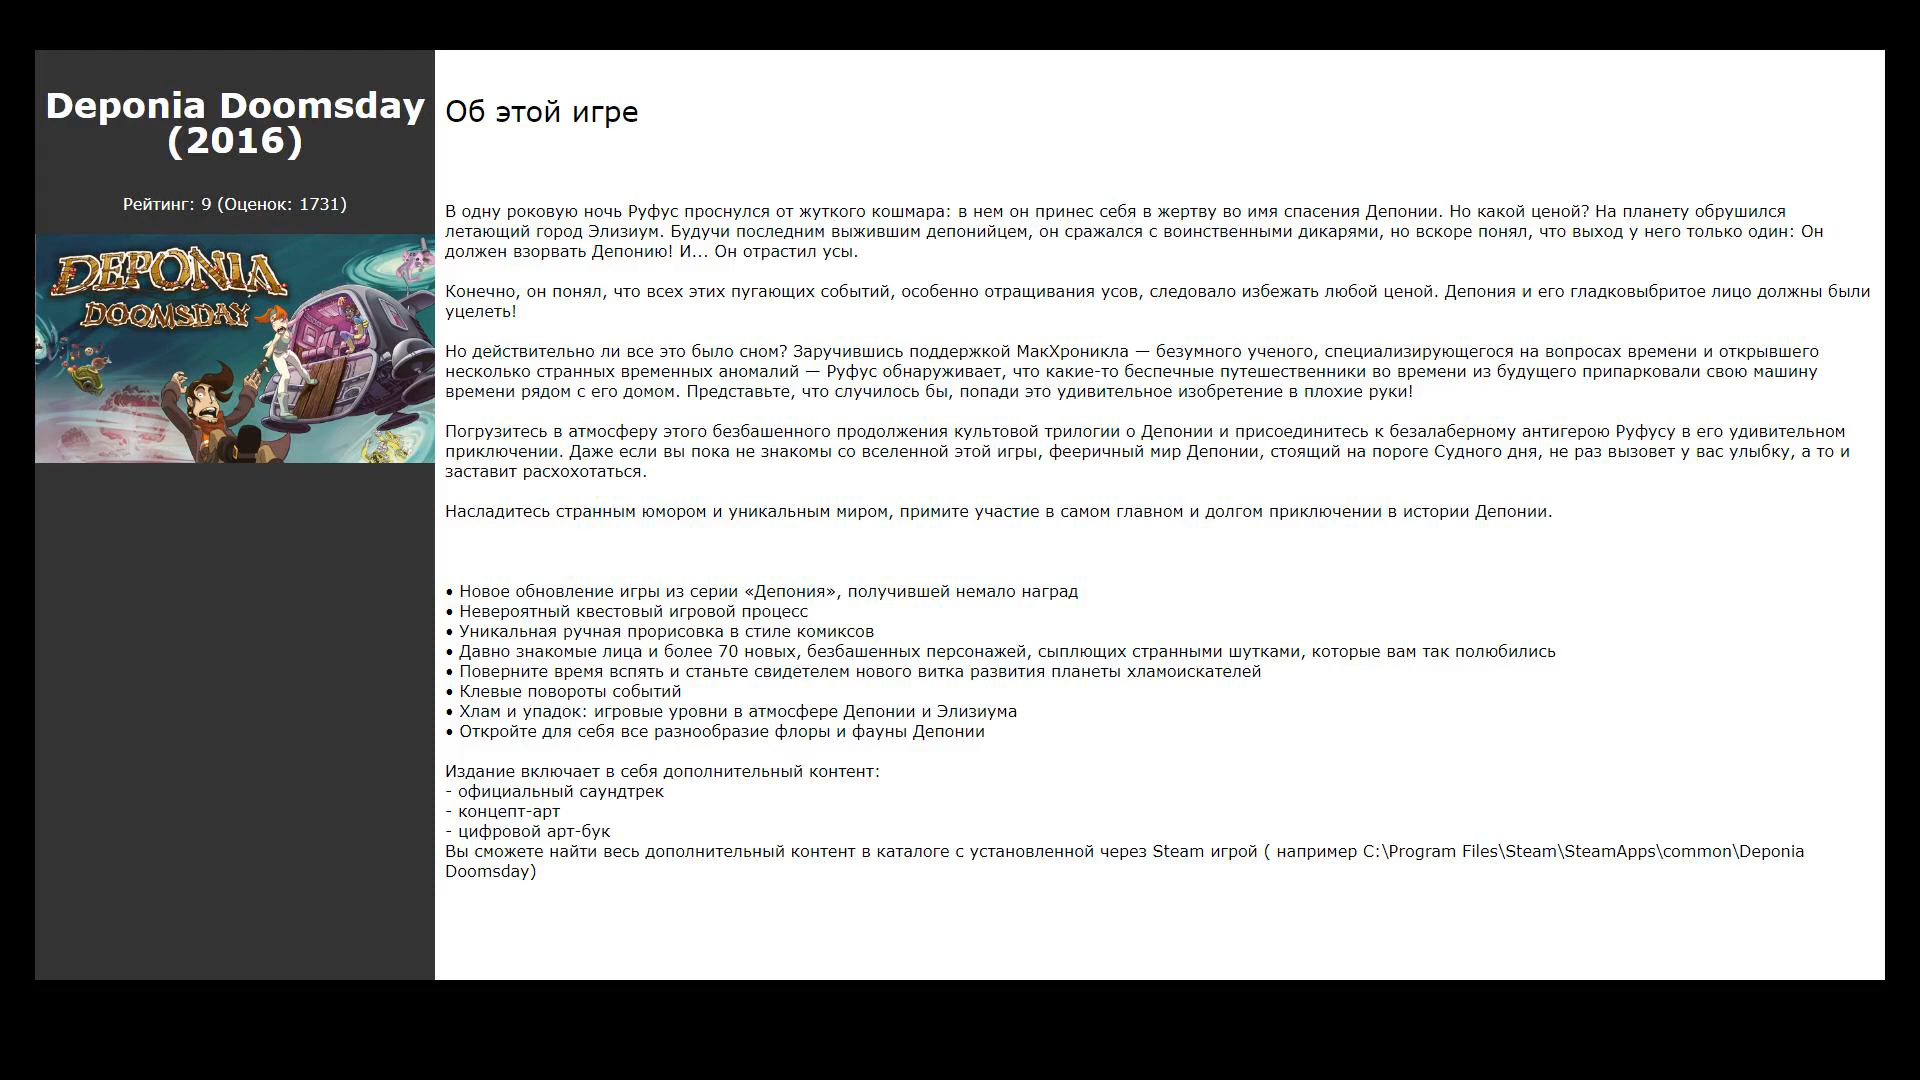 Deponia Doomsday
(2016)
Рейтинг: 9 (Оценок: 1731)
DEPONIA
DOOMSDAY
Об этой игре
В одну роковую ночь Руфус проснулся от жуткого кошмара: в нем он принес себя в жертву во имя спасения Депонии. Но какой ценой? На планету обрушился
летающий город Элизиум. Будучи последним выжившим депонийцем, он сражался с воинственными дикарями, но вскоре понял, что выход у него только один: Он
должен взорвать Депонию! И... Он отрастил усы.
Конечно, он понял, что всех этих пугающих событий, особенно отращивания усов, следовало избежать любой ценой. Депония и его гладковыбритое лицо должны были
уцелеть!
Но действительно ли все это было сном? Заручившись поддержкой МакХроникла — безумного ученого, специализирующегося на вопросах времени и открывшего
несколько странных временных аномалий — Руфус обнаруживает, что какие-то беспечные путешественники во времени из будущего припарковали свою машину
времени рядом с его домом. Представьте, что случилось бы, попади это удивительное изобретение в плохие руки!
Погрузитесь в атмосферу этого безбашенного продолжения культовой трилогии о Депонии и присоединитесь к безалаберному антигерою Руфусу в его удивительном
приключении. Даже если вы пока не знакомы со вселенной этой игры, фееричный мир Депонии, стоящий на пороге Судного дня, не раз вызовет у вас улыбку, а то и
заставит расхохотаться.
Насладитесь странным юмором и уникальным миром, примите участие в самом главном и долгом приключении в истории Депонии.
• Новое обновление игры из серии «Депония», получившей немало наград
• Невероятный квестовый игровой процесс
• Уникальная ручная прорисовка в стиле комиксов
• Давно знакомые лица и более 70 новых, безбашенных персонажей, сыплющих странными шутками, которые вам так полюбились
• Поверните время вспять и станьте свидетелем нового витка развития планеты хламоискателей
• Клевые повороты событий
• Хлам и упадок: игровые уровни в атмосфере Депонии и Элизиума
• Откройте для себя все разнообразие флоры и фауны Депонии
Издание включает в себя дополнительный контент:
- официальный саундтрек
- концепт-арт
- цифровой арт-бук
Вы сможете найти весь дополнительный контент в каталоге с установленной через Steam игрой ( например C:\Program Files\Steam\SteamApps\common\Deponia
Doomsday)